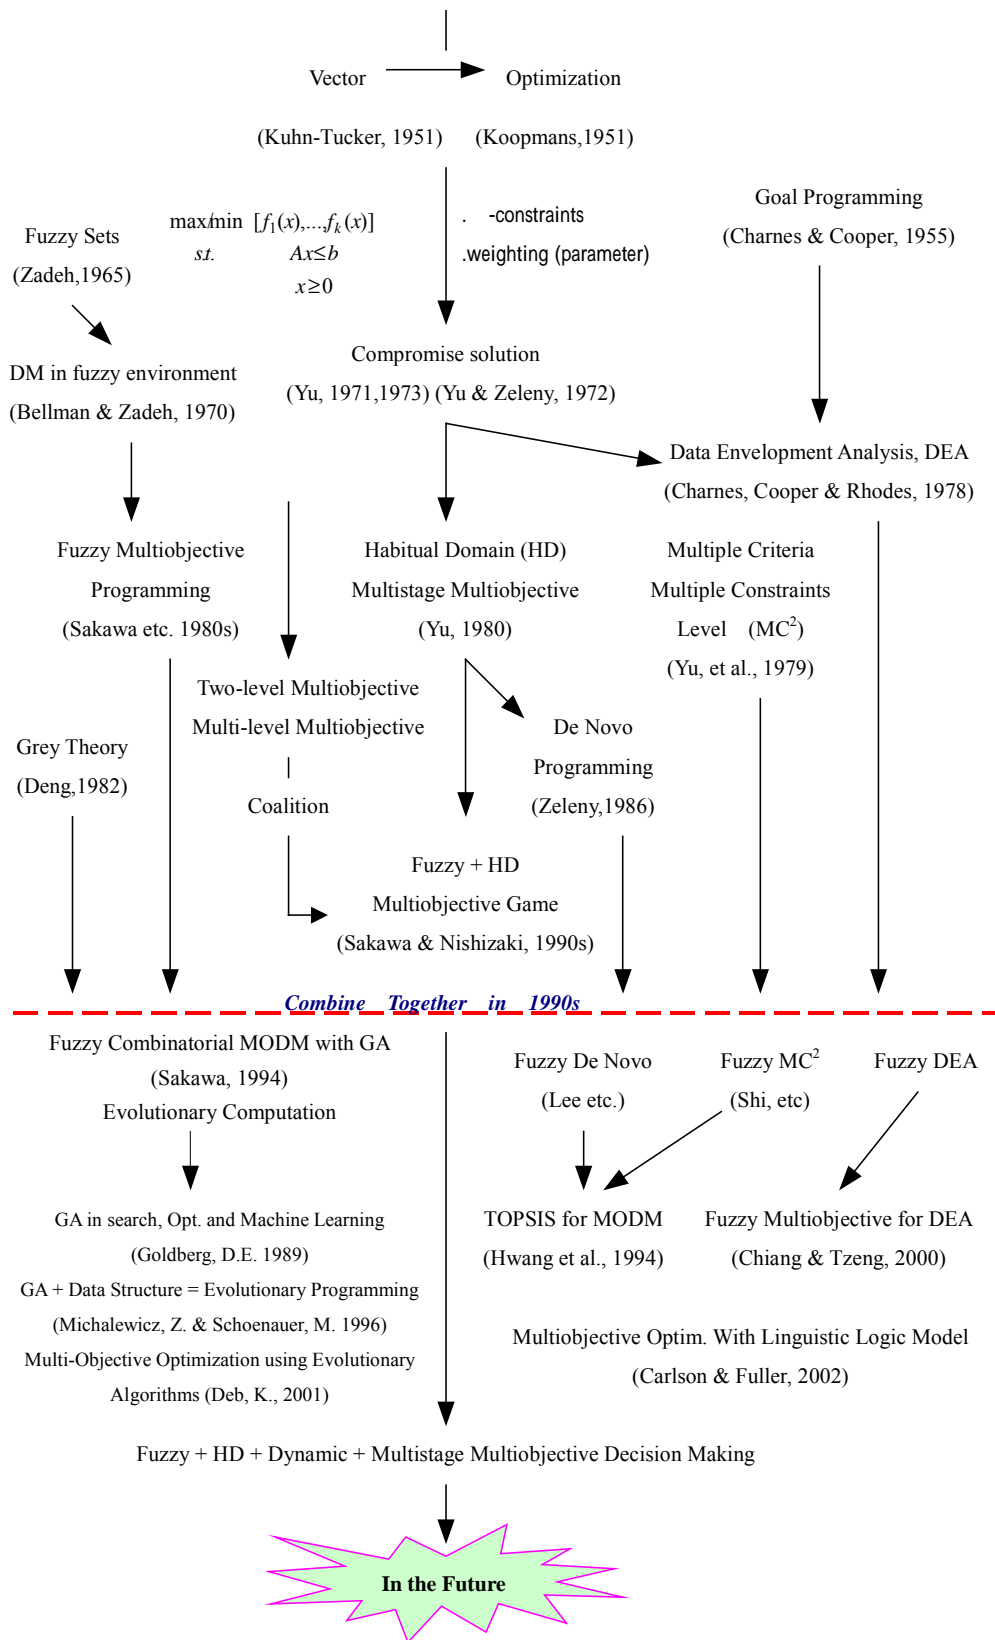 Vector
Optimization
(Kuhn-Tucker, 1951)
(Koopmans,1951)
Goal Programming
(Charnes & Cooper, 1955)
Fuzzy Sets
(Zadeh,1965)
max/min [f1(x),...,fk(x)]
s.t. Ax≤b
x≥0
. -constraints
.weighting (parameter)
Compromise solution
(Yu, 1971,1973) (Yu & Zeleny, 1972)
DM in fuzzy environment
(Bellman & Zadeh, 1970)
Data Envelopment Analysis, DEA
(Charnes, Cooper & Rhodes, 1978)
Fuzzy Multiobjective
Programming
(Sakawa etc. 1980s)
Habitual Domain (HD)
Multistage Multiobjective
(Yu, 1980)
Multiple Criteria
Multiple Constraints
Level (MC²)
(Yu, et al., 1979)
Two-level Multiobjective
Multi-level Multiobjective
Grey Theory
(Deng,1982)
De Novo
Programming
(Zeleny,1986)
Coalition
Fuzzy + HD
Multiobjective Game
(Sakawa & Nishizaki, 1990s)
Combine Together in 1990s
Fuzzy Combinatorial MODM with GA
(Sakawa, 1994)
Evolutionary Computation
Fuzzy De Novo
(Lee etc.)
Fuzzy MC²
(Shi, etc)
Fuzzy DEA
GA in search, Opt. and Machine Learning
(Goldberg, D.E. 1989)
GA + Data Structure = Evolutionary Programming
(Michalewicz, Z. & Schoenauer, M. 1996)
Multi-Objective Optimization using Evolutionary
Algorithms (Deb, K., 2001)
TOPSIS for MODM
(Hwang et al., 1994)
Fuzzy Multiobjective for DEA
(Chiang & Tzeng, 2000)
Multiobjective Optim. With Linguistic Logic Model
(Carlson & Fuller, 2002)
Fuzzy + HD + Dynamic + Multistage Multiobjective Decision Making
In the Future